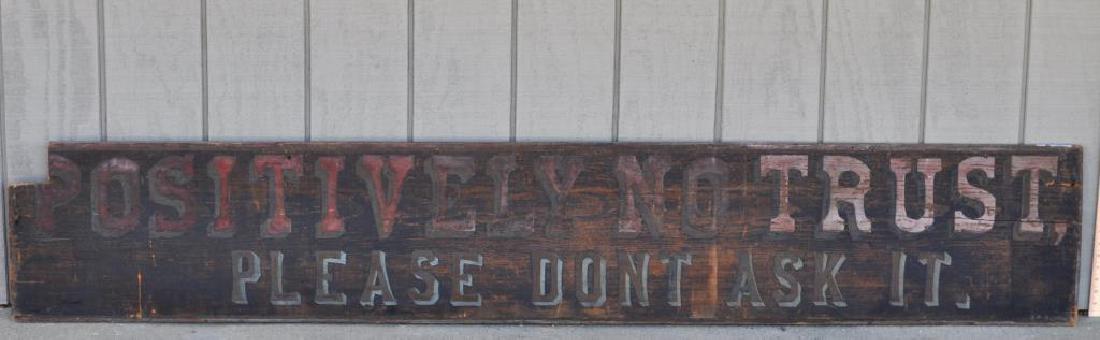 POSITIVELY NO TRUST,
PLEASE DONT ASK IT.